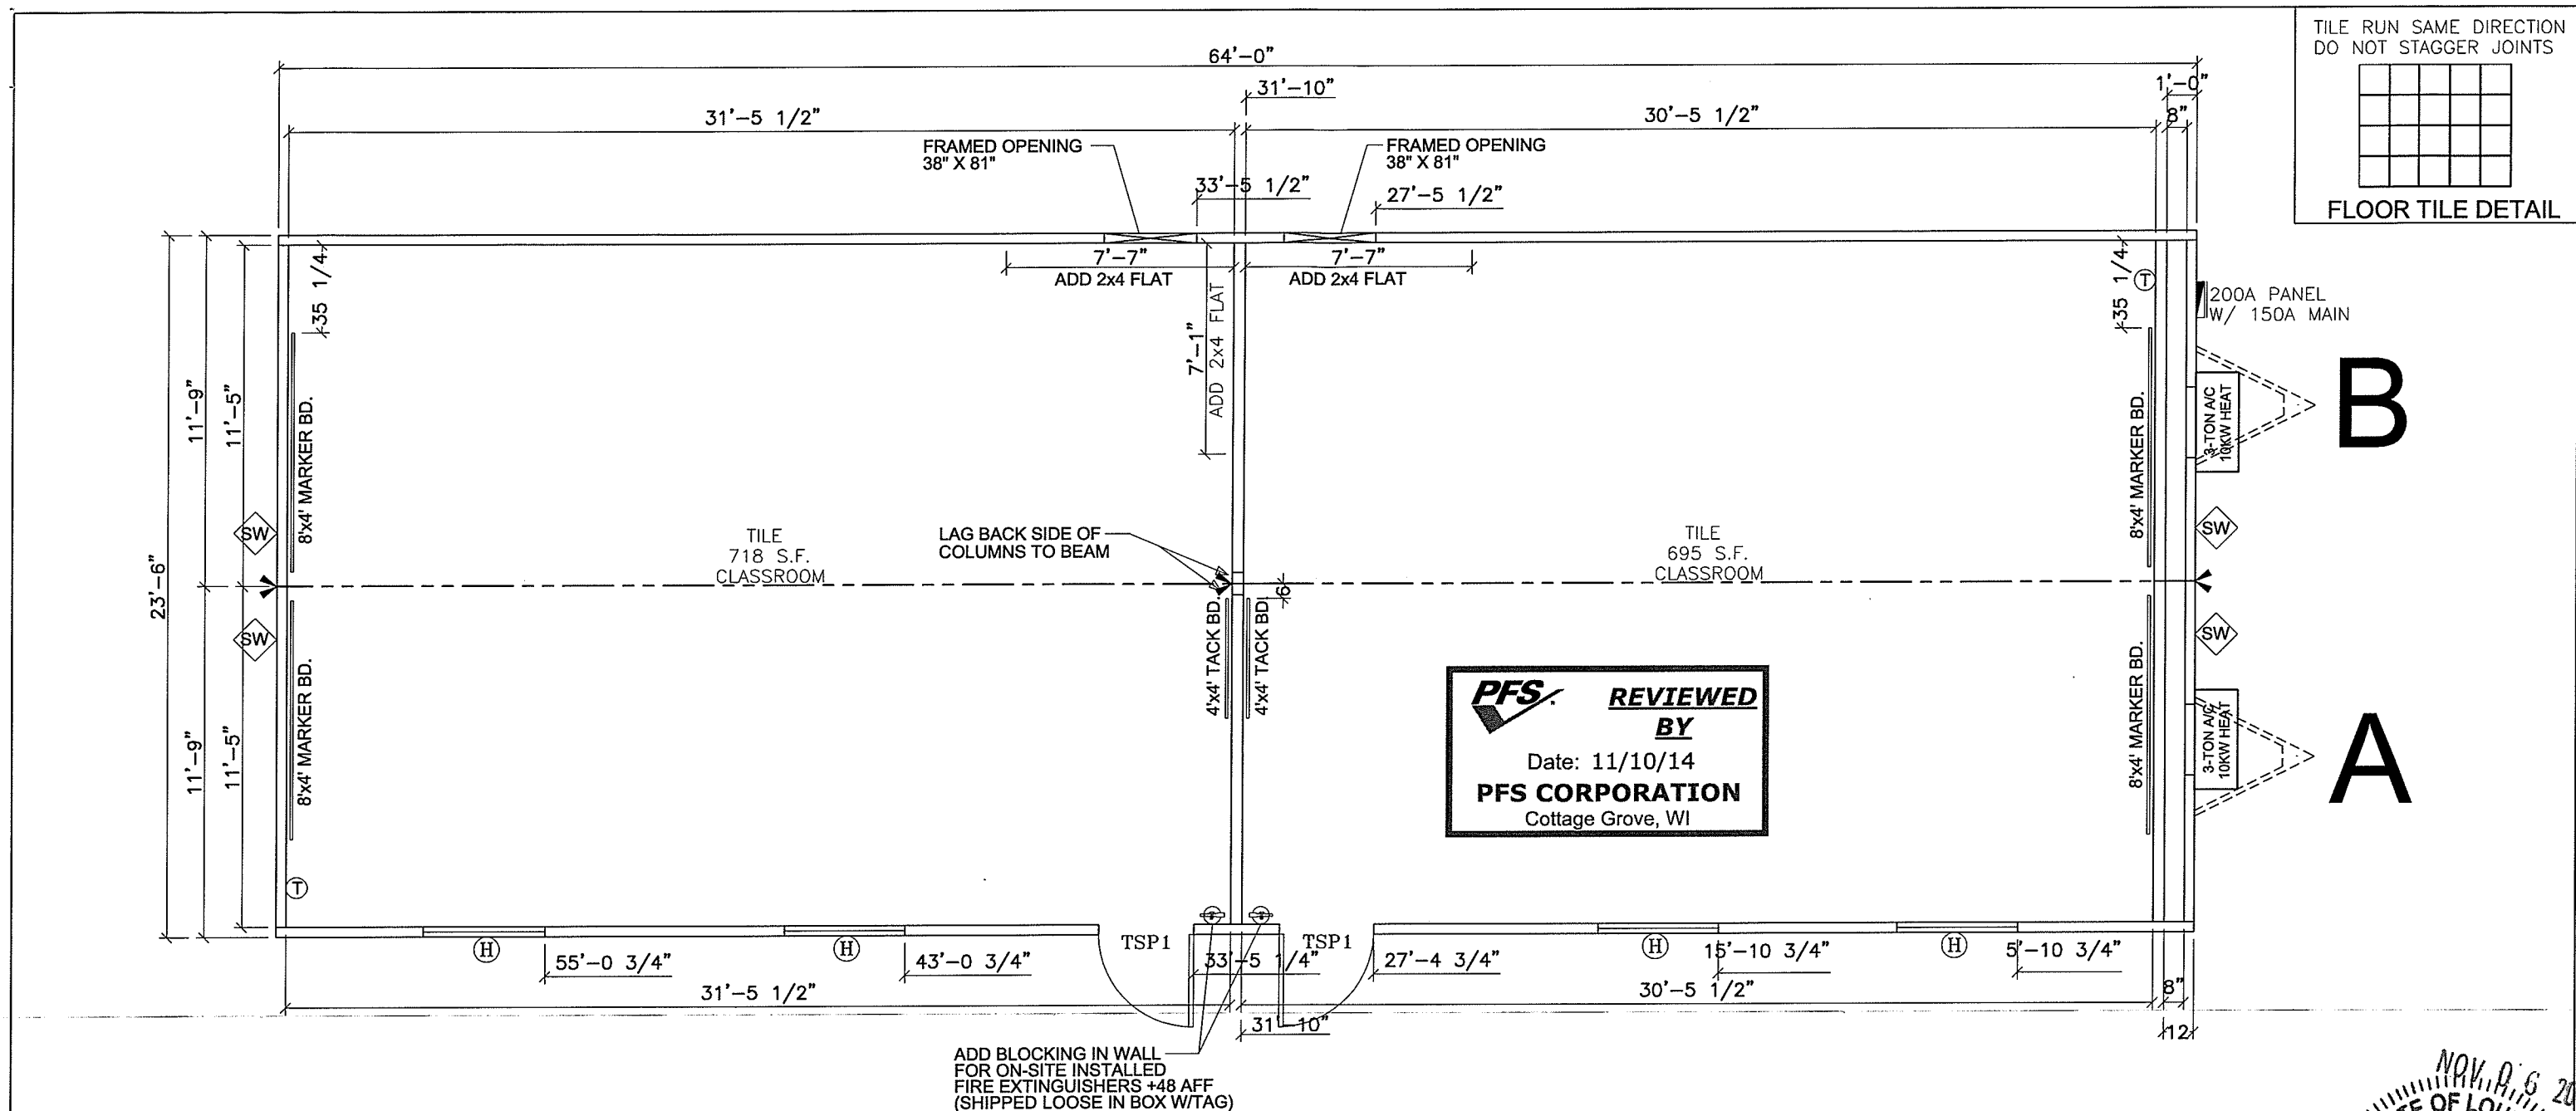 TILE RUN SAME DIRECTION
DO NOT STAGGER JOINTS
FLOOR TILE DETAIL
64'-0"
31'-10"
1'-0"
31'-5 1/2"
30'-5 1/2"
8"
FRAMED OPENING
38" X 81"
FRAMED OPENING
38" X 81"
33'-5 1/2"
27'-5 1/2"
7'-7"
ADD 2x4 FLAT
7'-7"
ADD 2x4 FLAT
35 1/4
35 1/4
T
7'-1"
ADD 2x4 FLAT
200A PANEL
W/ 150A MAIN
23'-6"
11'-9"
11'-5"
11'-9"
11'-5"
8'x4' MARKER BD.
8'x4' MARKER BD.
8'x4' MARKER BD.
8'x4' MARKER BD.
3-TON A/C
10KW HEAT
B
SW
SW
SW
SW
TILE
718 S.F.
CLASSROOM
LAG BACK SIDE OF
COLUMNS TO BEAM
TILE
695 S.F.
CLASSROOM
6
4'x4' TACK BD.
4'x4' TACK BD.
PFS
REVIEWED
BY
Date: 11/10/14
PFS CORPORATION
Cottage Grove, WI
3-TON A/C
10KW HEAT
A
T
TSP1
TSP1
H
H
H
H
55'-0 3/4"
43'-0 3/4"
33'-5 1/4"
27'-4 3/4"
15'-10 3/4"
5'-10 3/4"
31'-5 1/2"
30'-5 1/2"
8"
31'-10"
12
ADD BLOCKING IN WALL
FOR ON-SITE INSTALLED
FIRE EXTINGUISHERS +48 AFF
(SHIPPED LOOSE IN BOX W/TAG)
NOV 06 20
OF